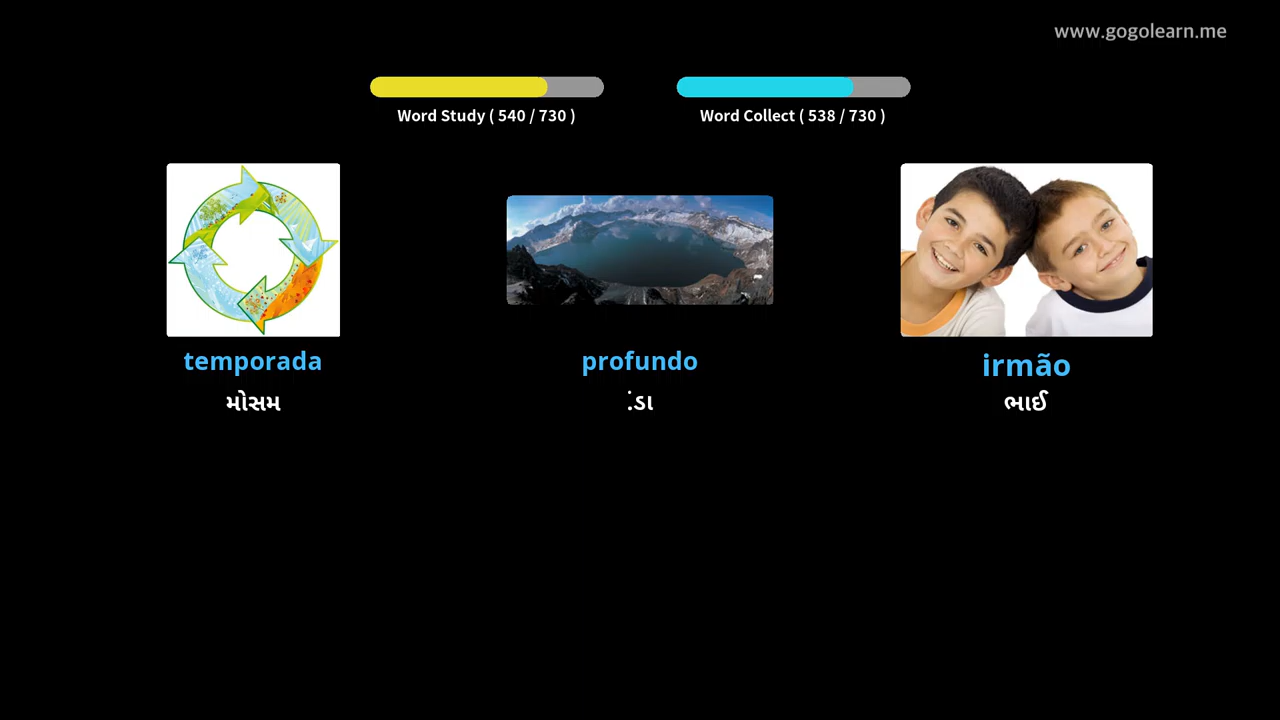 www.gogolearn.me
Word Study ( 540 / 730 )
Word Collect ( 538 / 730 )
temporada
profundo
irmão
મોસમ
ભાઈ